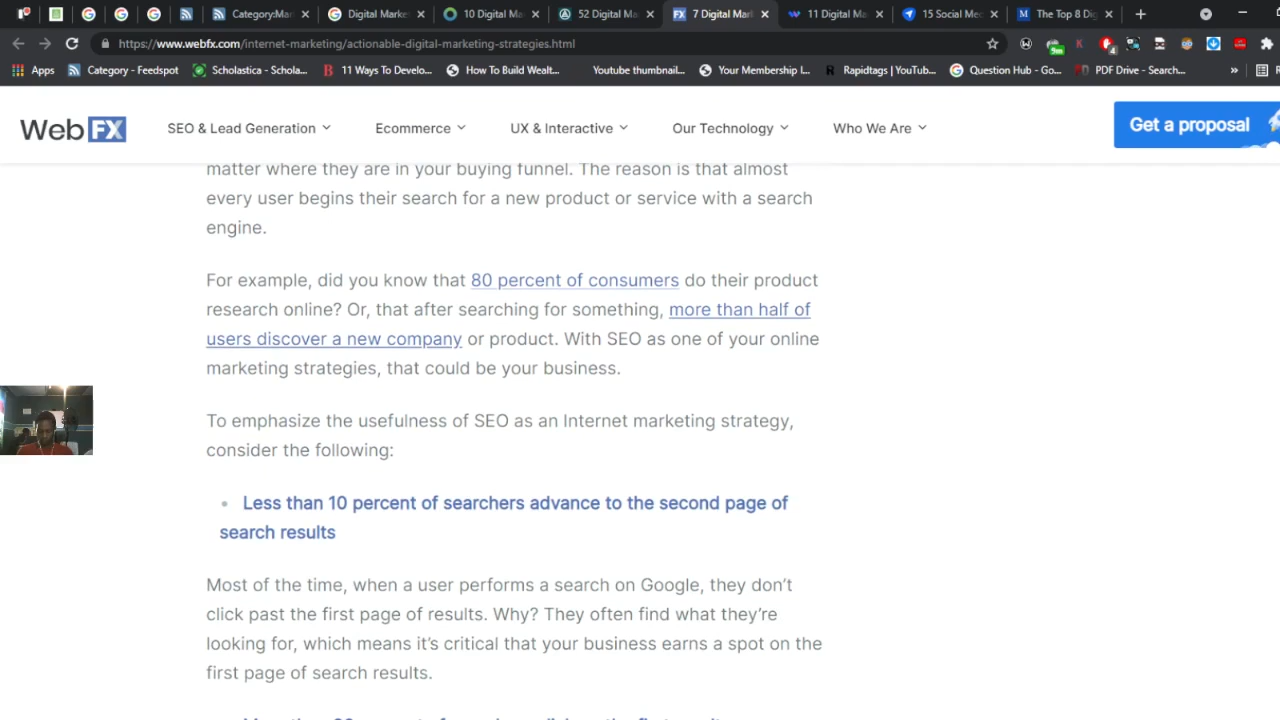 Category:Mar
Digital Marke
10 Digital Ma
52 Digital Ma
7 Digital Mar
11 Digital Ma
15 Social Med
The Top 8 Dig
https://www.webfx.com/internet-marketing/actionable-digital-marketing-strategies.html
9m
4
Apps
Category - Feedspot
Scholastica - Schola...
11 Ways To Develo...
How To Build Wealt...
Youtube thumbnail...
Your Membership I...
Rapidtags | YouTub...
Question Hub - Go...
PDF Drive - Search...
WebFX
SEO & Lead Generation
Ecommerce
UX & Interactive
Our Technology
Who We Are
Get a proposal
matter where they are in your buying funnel. The reason is that almost
every user begins their search for a new product or service with a search
engine.
For example, did you know that 80 percent of consumers do their product
research online? Or, that after searching for something, more than half of
users discover a new company or product. With SEO as one of your online
marketing strategies, that could be your business.
To emphasize the usefulness of SEO as an Internet marketing strategy,
consider the following:
• Less than 10 percent of searchers advance to the second page of
search results
Most of the time, when a user performs a search on Google, they don't
click past the first page of results. Why? They often find what they're
looking for, which means it's critical that your business earns a spot on the
first page of search results.